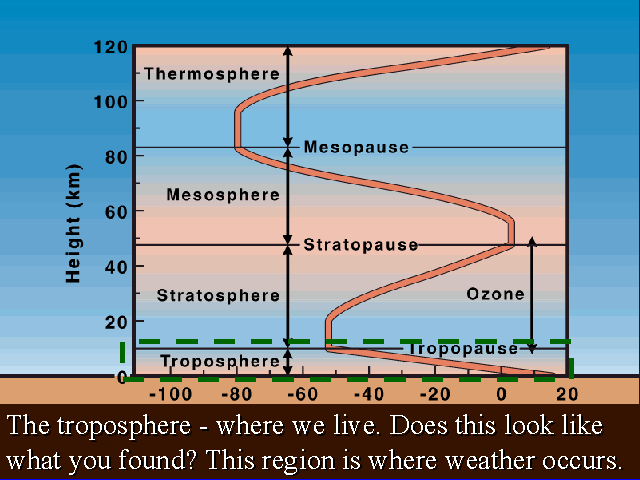 120
Thermosphere
100
Mesopause
80
Mesosphere
60
Stratopause
40
Stratosphere
Ozone
20
Tropopause
Troposphere
0
Height (km)
-100 -80 -60 -40 -20 0 20
The troposphere - where we live. Does this look like
what you found? This region is where weather occurs.